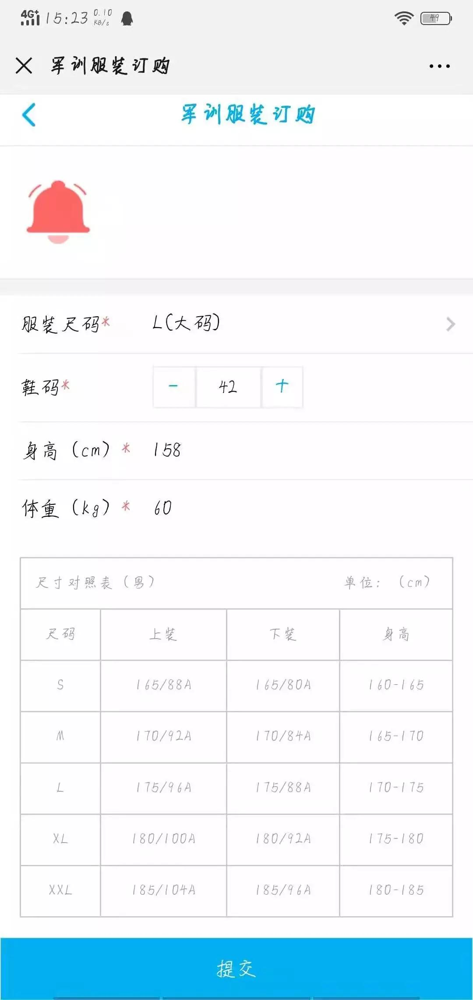 4G+ 15:23 0.10 KB/s 49
军训服装订购
军训服装订购
服装尺码* L(大码)
鞋码* - 42 +
身高（cm）* 158
体重（kg）* 60
尺寸对照表（男） 单位：（cm）
尺码 上装 下装 身高
S 165/88A 165/80A 160-165
M 170/92A 170/84A 165-170
L 175/96A 175/88A 170-175
XL 180/100A 180/92A 175-180
XXL 185/104A 185/96A 180-185
提交